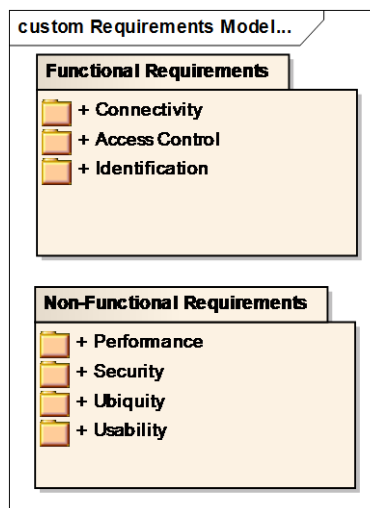 custom Requirements Model...
Functional Requirements
+ Connectivity
+ Access Control
+ Identification
Non-Functional Requirements
+ Performance
+ Security
+ Ubiquity
+ Usability